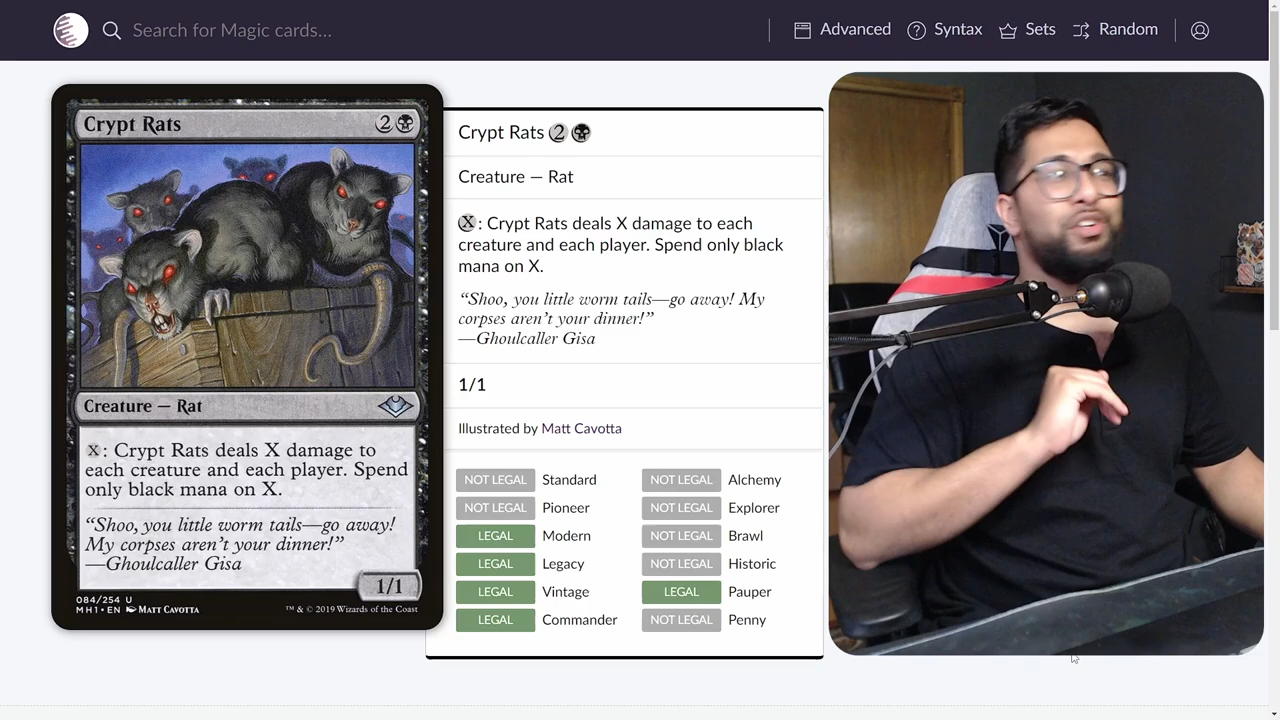 Search for Magic cards...
Advanced
Syntax
Sets
Random
Crypt Rats 2
Creature — Rat
X: Crypt Rats deals X damage to
each creature and each player. Spend
only black mana on X.
“Shoo, you little worm tails—go away!
My corpses aren’t your dinner!”
—Ghoulcaller Gisa
1/1
084/254 U
MH1 • EN MATT CAVOTTA
™ & © 2019 Wizards of the Coast
Crypt Rats 2
Creature — Rat
X: Crypt Rats deals X damage to each
creature and each player. Spend only black
mana on X.
“Shoo, you little worm tails—go away! My
corpses aren’t your dinner!”
—Ghoulcaller Gisa
1/1
Illustrated by Matt Cavotta
NOT LEGAL Standard NOT LEGAL Alchemy
NOT LEGAL Pioneer NOT LEGAL Explorer
LEGAL Modern NOT LEGAL Brawl
LEGAL Legacy NOT LEGAL Historic
LEGAL Vintage LEGAL Pauper
LEGAL Commander NOT LEGAL Penny